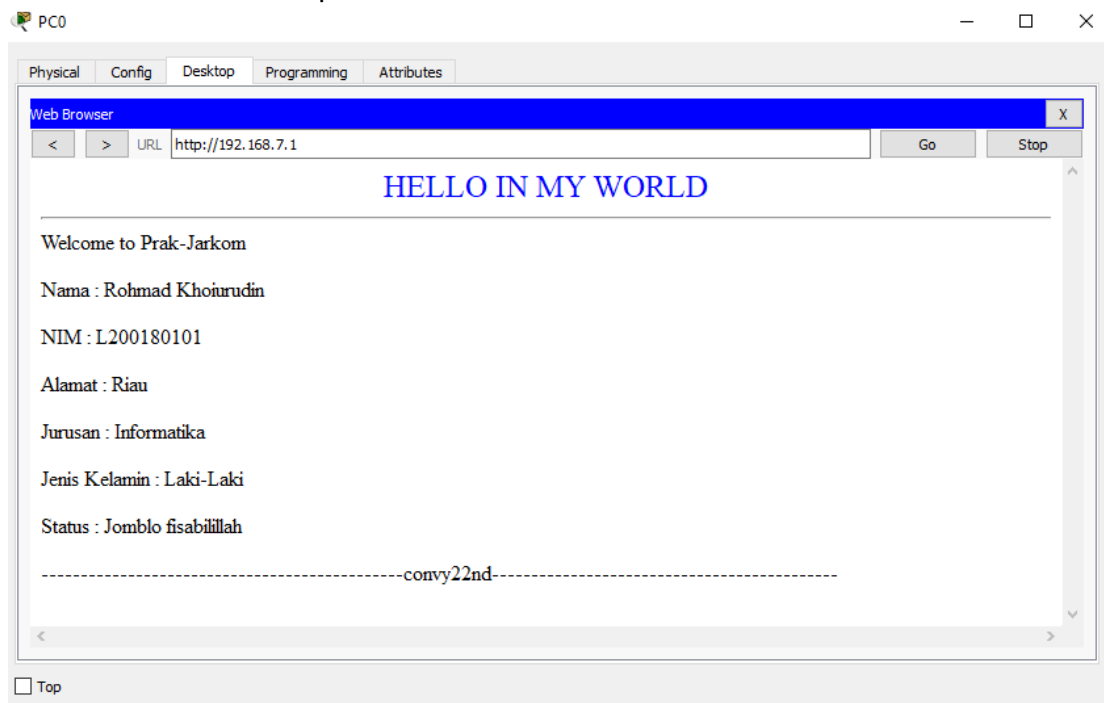 PC0
Physical Config Desktop Programming Attributes
Web Browser X
< > URL http://192.168.7.1 Go Stop
HELLO IN MY WORLD
Welcome to Prak-Jarkom
Nama : Rohmad Khoiurudin
NIM : L200180101
Alamat : Riau
Jurusan : Informatika
Jenis Kelamin : Laki-Laki
Status : Jomblo fisabilillah
----------------------------------------------convy22nd--------------------------------------------
Top